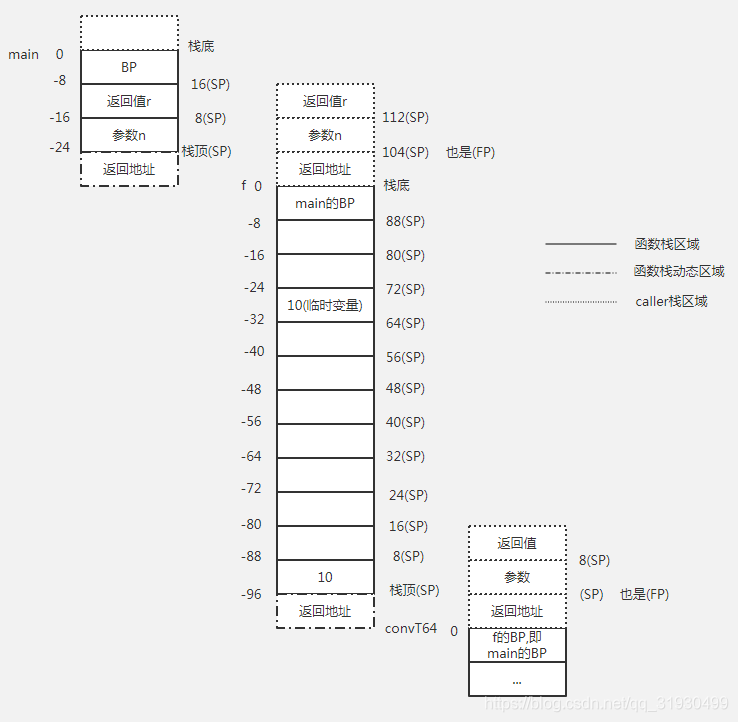 栈底
main 0
BP
-8
16(SP)
返回值r
-16
8(SP)
参数n
-24
栈顶(SP)
返回地址
返回值r
112(SP)
参数n
104(SP) 也是(FP)
返回地址
f 0
栈底
main的BP
-8
88(SP)
-16
80(SP)
-24
72(SP)
10(临时变量)
-32
64(SP)
-40
56(SP)
-48
48(SP)
-56
40(SP)
-64
32(SP)
-72
24(SP)
-80
16(SP)
-88
8(SP)
10
-96
栈顶(SP)
返回地址
函数栈区域
函数栈动态区域
caller栈区域
返回值
8(SP)
参数
(SP) 也是(FP)
返回地址
convT64 0
f的BP,即
main的BP
...
https://blog.csdn.net/qq_31930499